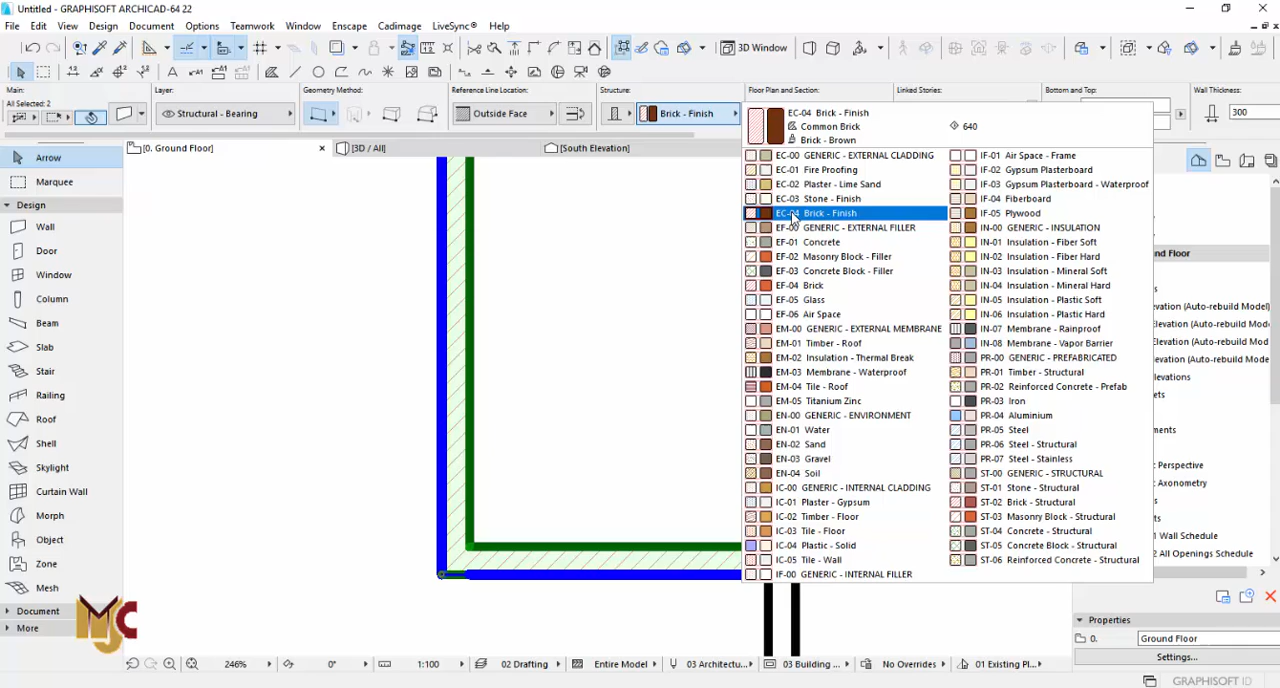 Untitled - GRAPHISOFT ARCHICAD-64 22
File Edit View Design Document Options Teamwork Window Enscape Cadimage LiveSync® Help
3D Window
Main: Layer: Geometry Method: Reference Line Location: Structure: Floor Plan and Section: Linked Stories: Bottom and Top: Wall Thickness:
All Selected: 2
Structural - Bearing
Outside Face
Brick - Finish
300
EC-04 Brick - Finish
Common Brick
640
Brick - Brown
Arrow
Marquee
Design
Wall
Door
Window
Column
Beam
Slab
Stair
Railing
Roof
Shell
Skylight
Curtain Wall
Morph
Object
Zone
Mesh
Document
More
[0. Ground Floor]
[3D / All]
[South Elevation]
EC-00 GENERIC - EXTERNAL CLADDING
EC-01 Fire Proofing
EC-02 Plaster - Lime Sand
EC-03 Stone - Finish
EC-04 Brick - Finish
EF-00 GENERIC - EXTERNAL FILLER
EF-01 Concrete
EF-02 Masonry Block - Filler
EF-03 Concrete Block - Filler
EF-04 Brick
EF-05 Glass
EF-06 Air Space
EM-00 GENERIC - EXTERNAL MEMBRANE
EM-01 Timber - Roof
EM-02 Insulation - Thermal Break
EM-03 Membrane - Waterproof
EM-04 Tile - Roof
EM-05 Titanium Zinc
EN-00 GENERIC - ENVIRONMENT
EN-01 Water
EN-02 Sand
EN-03 Gravel
EN-04 Soil
IC-00 GENERIC - INTERNAL CLADDING
IC-01 Plaster - Gypsum
IC-02 Timber - Floor
IC-03 Tile - Floor
IC-04 Plastic - Solid
IC-05 Tile - Wall
IF-00 GENERIC - INTERNAL FILLER
IF-01 Air Space - Frame
IF-02 Gypsum Plasterboard
IF-03 Gypsum Plasterboard - Waterproof
IF-04 Fiberboard
IF-05 Plywood
IN-00 GENERIC - INSULATION
IN-01 Insulation - Fiber Soft
IN-02 Insulation - Fiber Hard
IN-03 Insulation - Mineral Soft
IN-04 Insulation - Mineral Hard
IN-05 Insulation - Plastic Soft
IN-06 Insulation - Plastic Hard
IN-07 Membrane - Rainproof
IN-08 Membrane - Vapor Barrier
PR-00 GENERIC - PREFABRICATED
PR-01 Timber - Structural
PR-02 Reinforced Concrete - Prefab
PR-03 Iron
PR-04 Aluminium
PR-05 Steel
PR-06 Steel - Structural
PR-07 Steel - Stainless
ST-00 GENERIC - STRUCTURAL
ST-01 Stone - Structural
ST-02 Brick - Structural
ST-03 Masonry Block - Structural
ST-04 Concrete - Structural
ST-05 Concrete Block - Structural
ST-06 Reinforced Concrete - Structural
ound Floor
Elevation (Auto-rebuild Model
Elevation (Auto-rebuild Mode
Elevation (Auto-rebuild Mode
levation (Auto-rebuild Model
Elevations
ets
ts
Perspective
Axonometry
Wall Schedule
All Openings Schedule
Properties
0. Ground Floor
Settings...
MJC
246% 0° 1:100 02 Drafting Entire Model 03 Architectu... 03 Building ... No Overrides 01 Existing Pl...
GRAPHISOFT ID